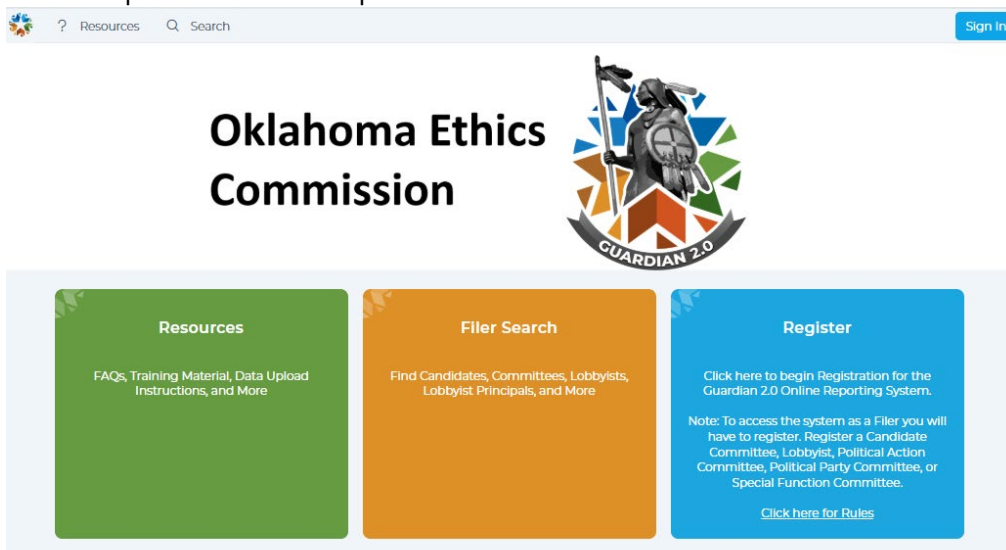 ? Resources Search Sign In
Oklahoma Ethics
Commission
GUARDIAN 2.0
Resources
FAQs, Training Material, Data Upload
Instructions, and More
Filer Search
Find Candidates, Committees, Lobbyists,
Lobbyist Principals, and More
Register
Click here to begin Registration for the
Guardian 2.0 Online Reporting System.
Note: To access the system as a Filer you will
have to register. Register a Candidate
Committee, Lobbyist, Political Action
Committee, Political Party Committee, or
Special Function Committee.
Click here for Rules